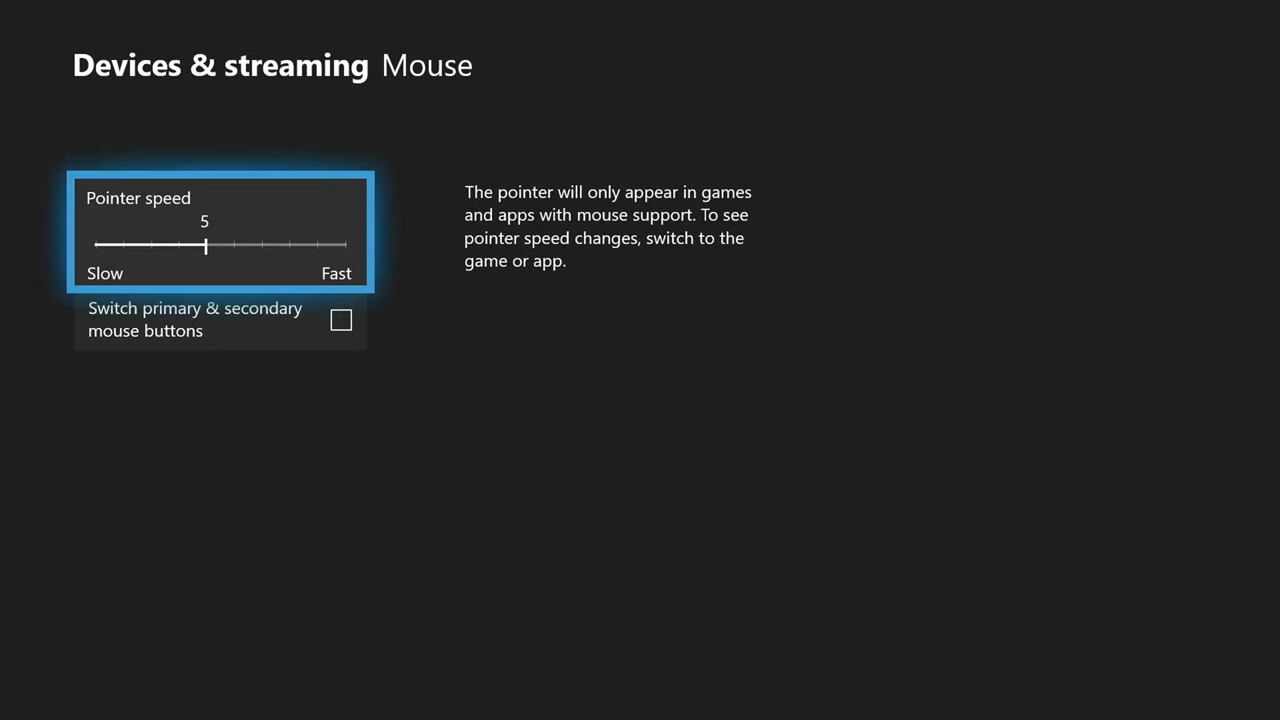 Devices & streaming Mouse
Pointer speed
5
Slow Fast
Switch primary & secondary
mouse buttons
The pointer will only appear in games
and apps with mouse support. To see
pointer speed changes, switch to the
game or app.